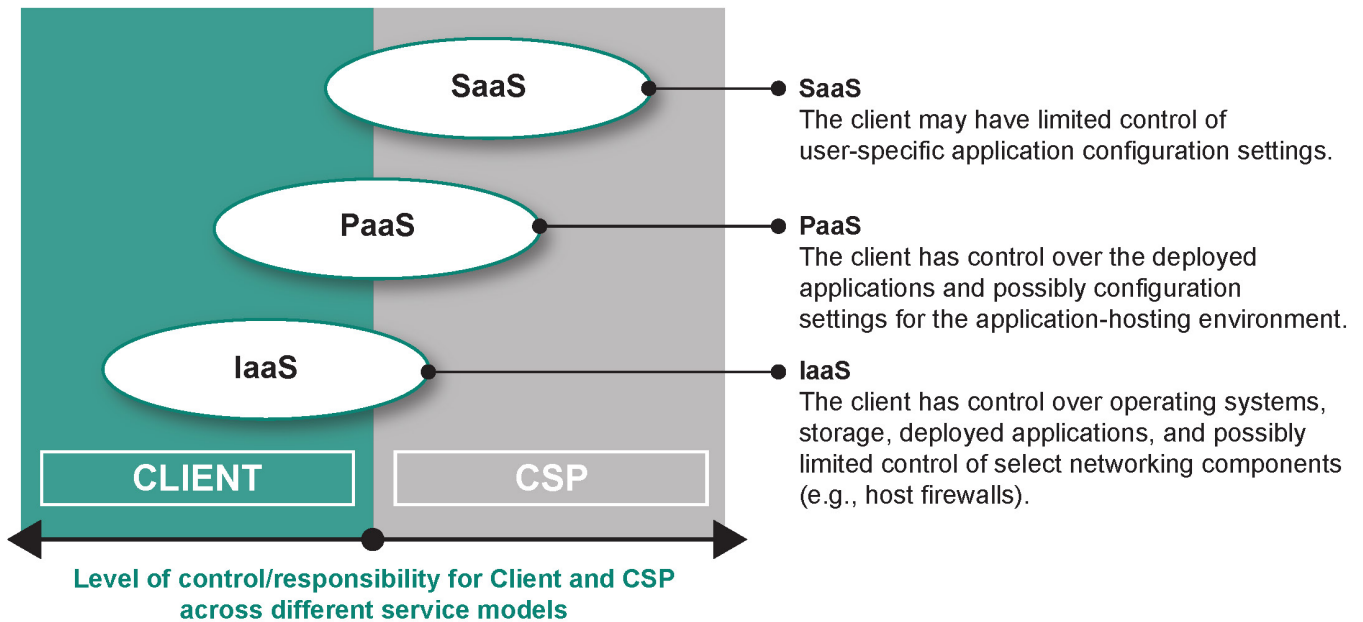 SaaS
PaaS
IaaS
CLIENT
CSP
Level of control/responsibility for Client and CSP
across different service models
SaaS
The client may have limited control of
user-specific application configuration settings.
PaaS
The client has control over the deployed
applications and possibly configuration
settings for the application-hosting environment.
IaaS
The client has control over operating systems,
storage, deployed applications, and possibly
limited control of select networking components
(e.g., host firewalls).